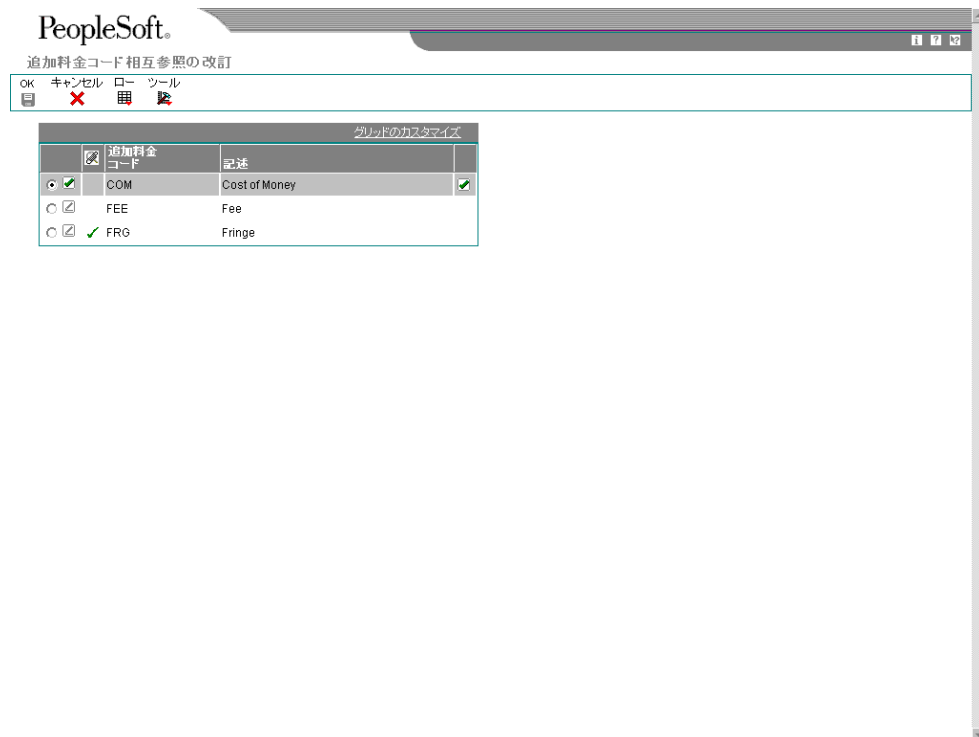 PeopleSoft®
追加料金コード相互参照の改訂
OK キャンセル ロー ツール
グリッドのカスタマイズ
追加料金
コード 記述
COM Cost of Money
FEE Fee
FRG Fringe